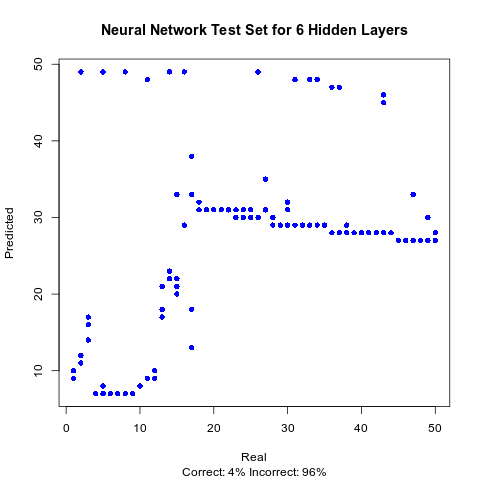 Neural Network Test Set for 6 Hidden Layers
50
40
30
20
10
Predicted
0 10 20 30 40 50
Real
Correct: 4% Incorrect: 96%